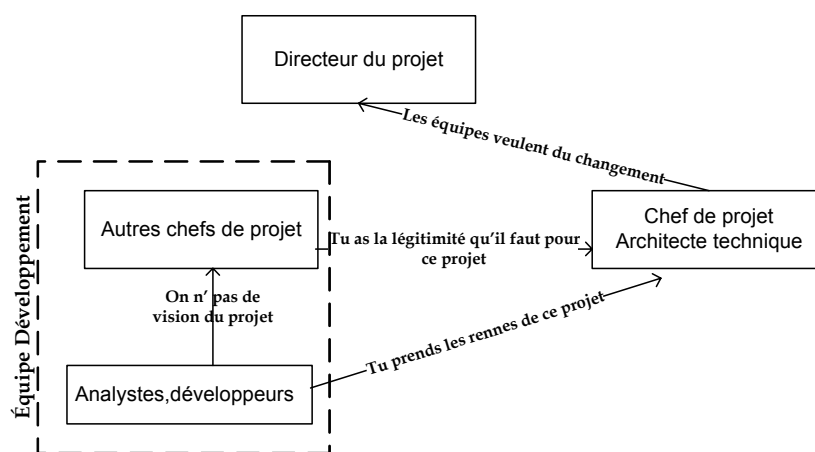 Directeur du projet
Les équipes veulent du changement
Équipe Développement
Autres chefs de projet
Tu as la légitimité qu'il faut pour
ce projet
Chef de projet
Architecte technique
On n' pas de
vision du projet
Tu prends les rennes de ce projet
Analystes,développeurs